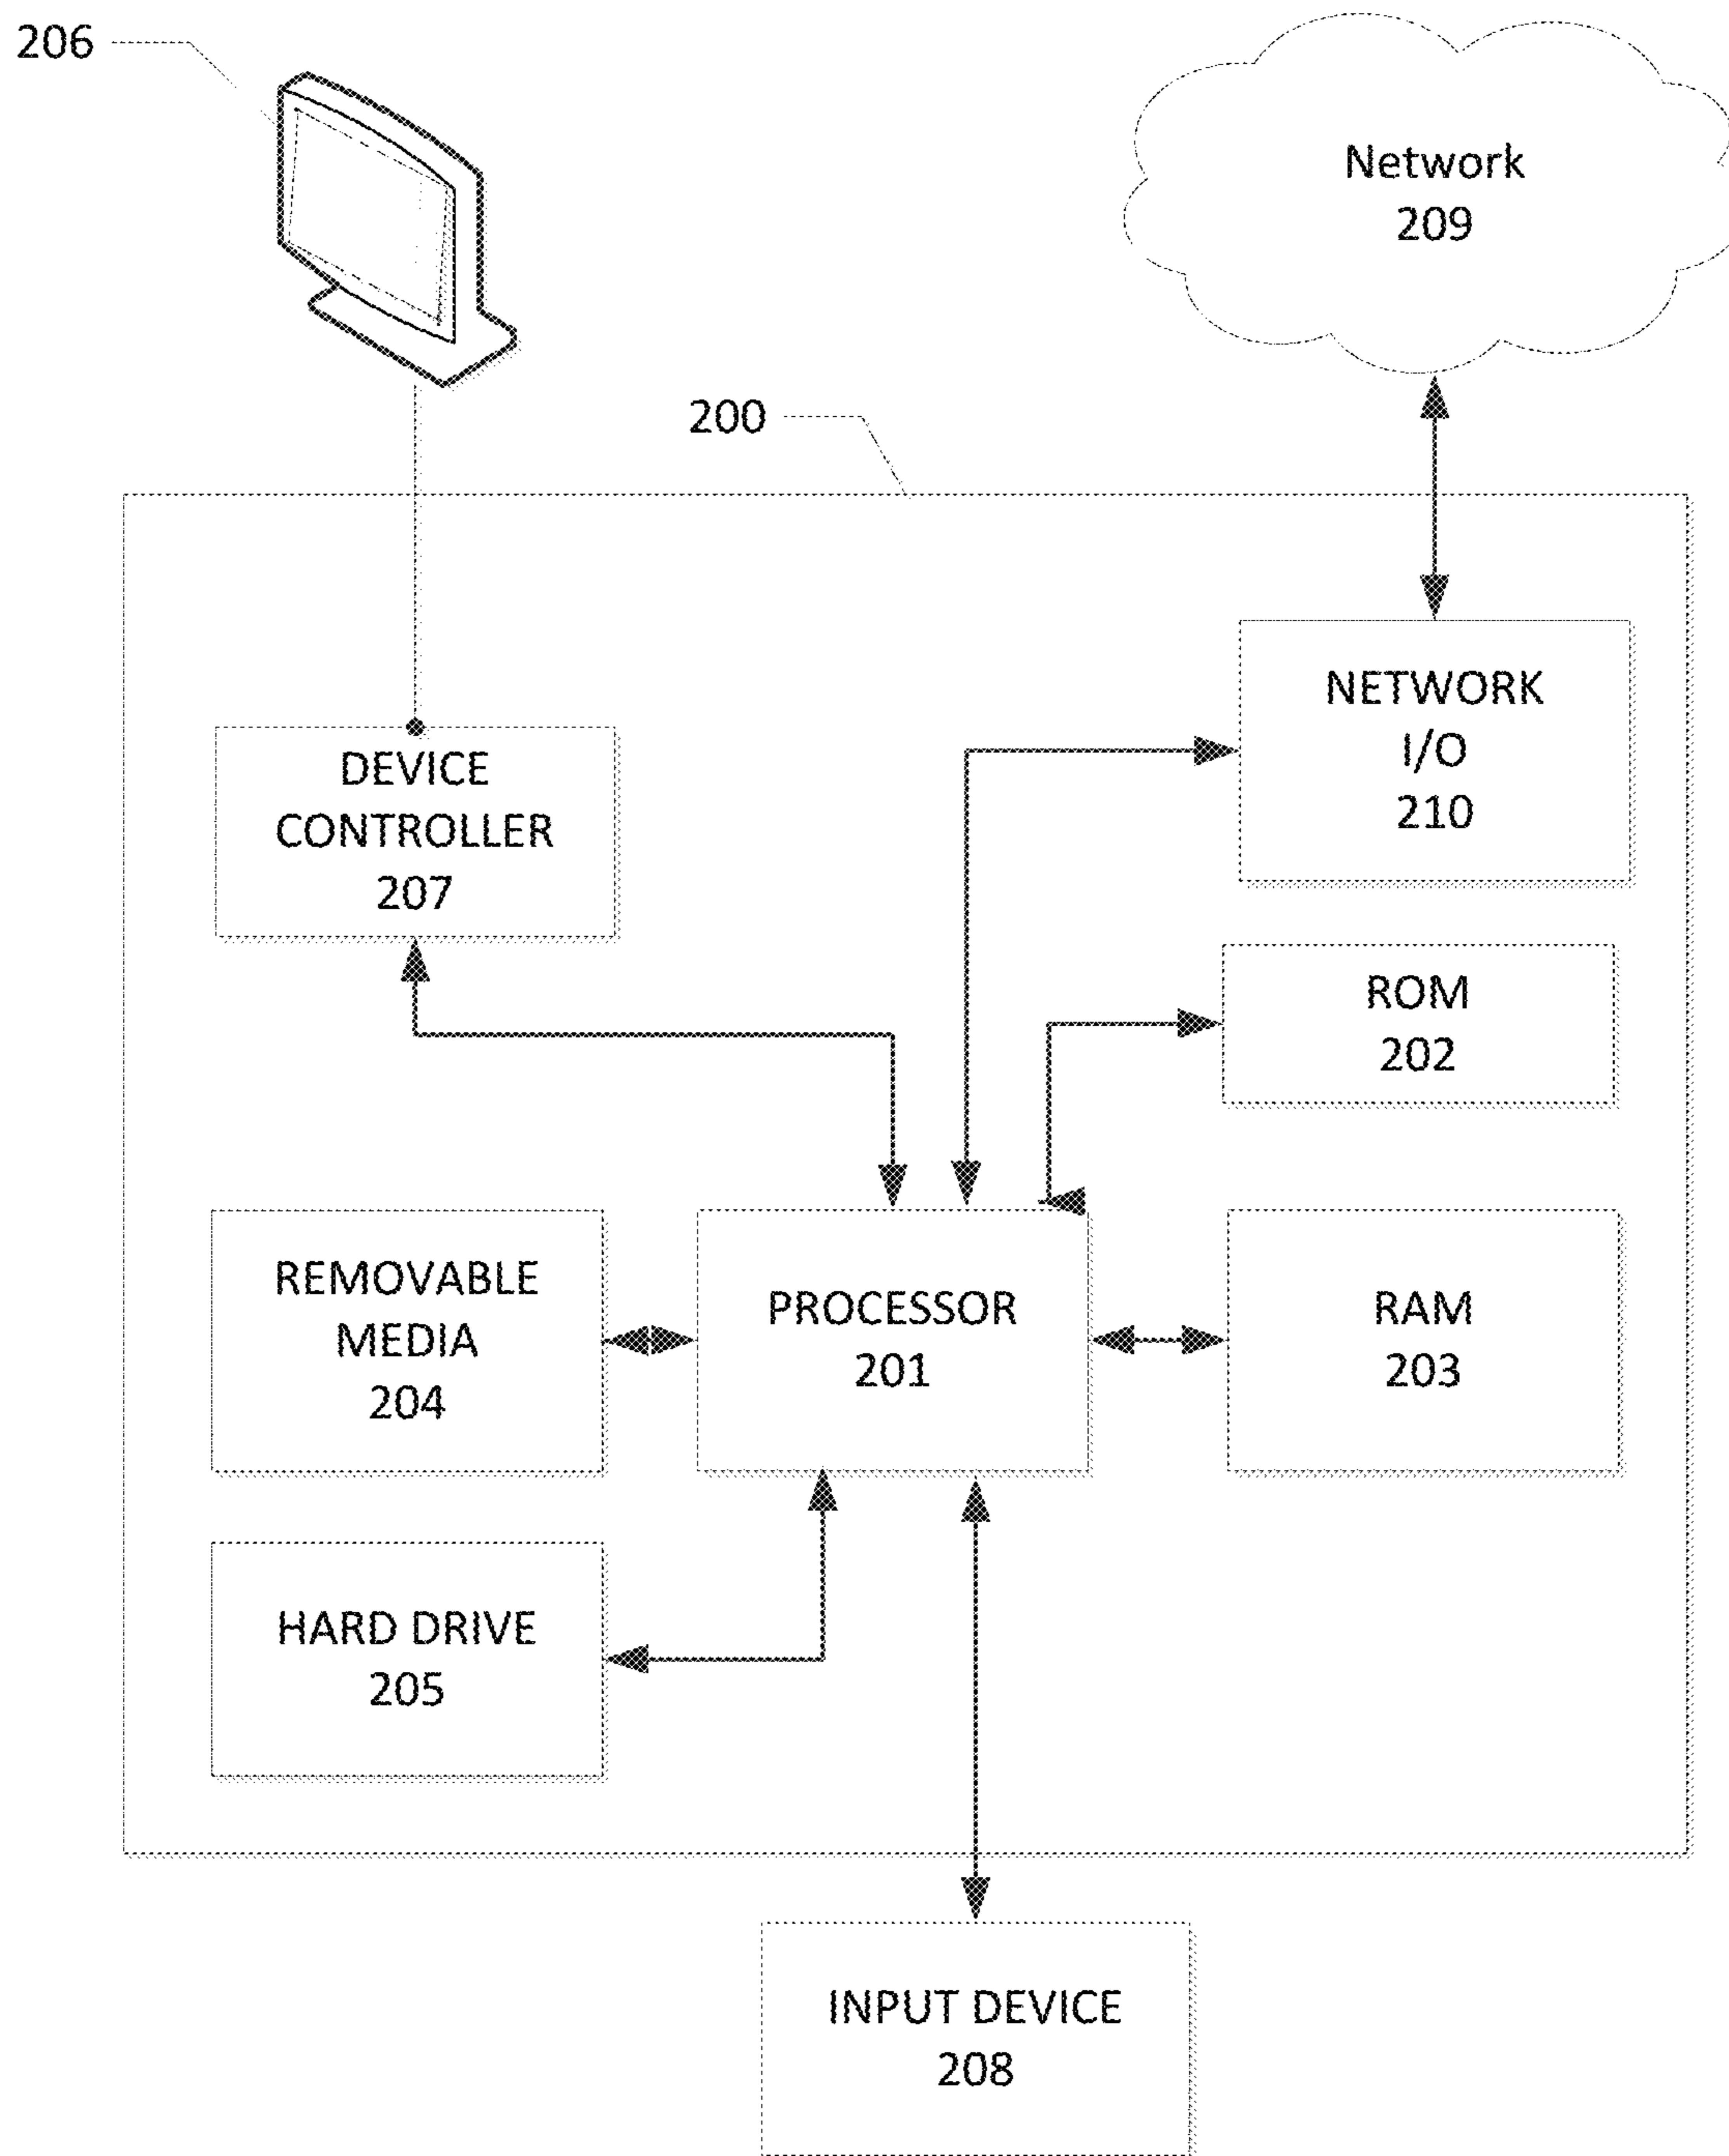 206
Network
209
200
NETWORK
I/O
210
DEVICE
CONTROLLER
207
ROM
202
REMOVABLE
MEDIA
204
PROCESSOR
201
RAM
203
HARD DRIVE
205
INPUT DEVICE
208